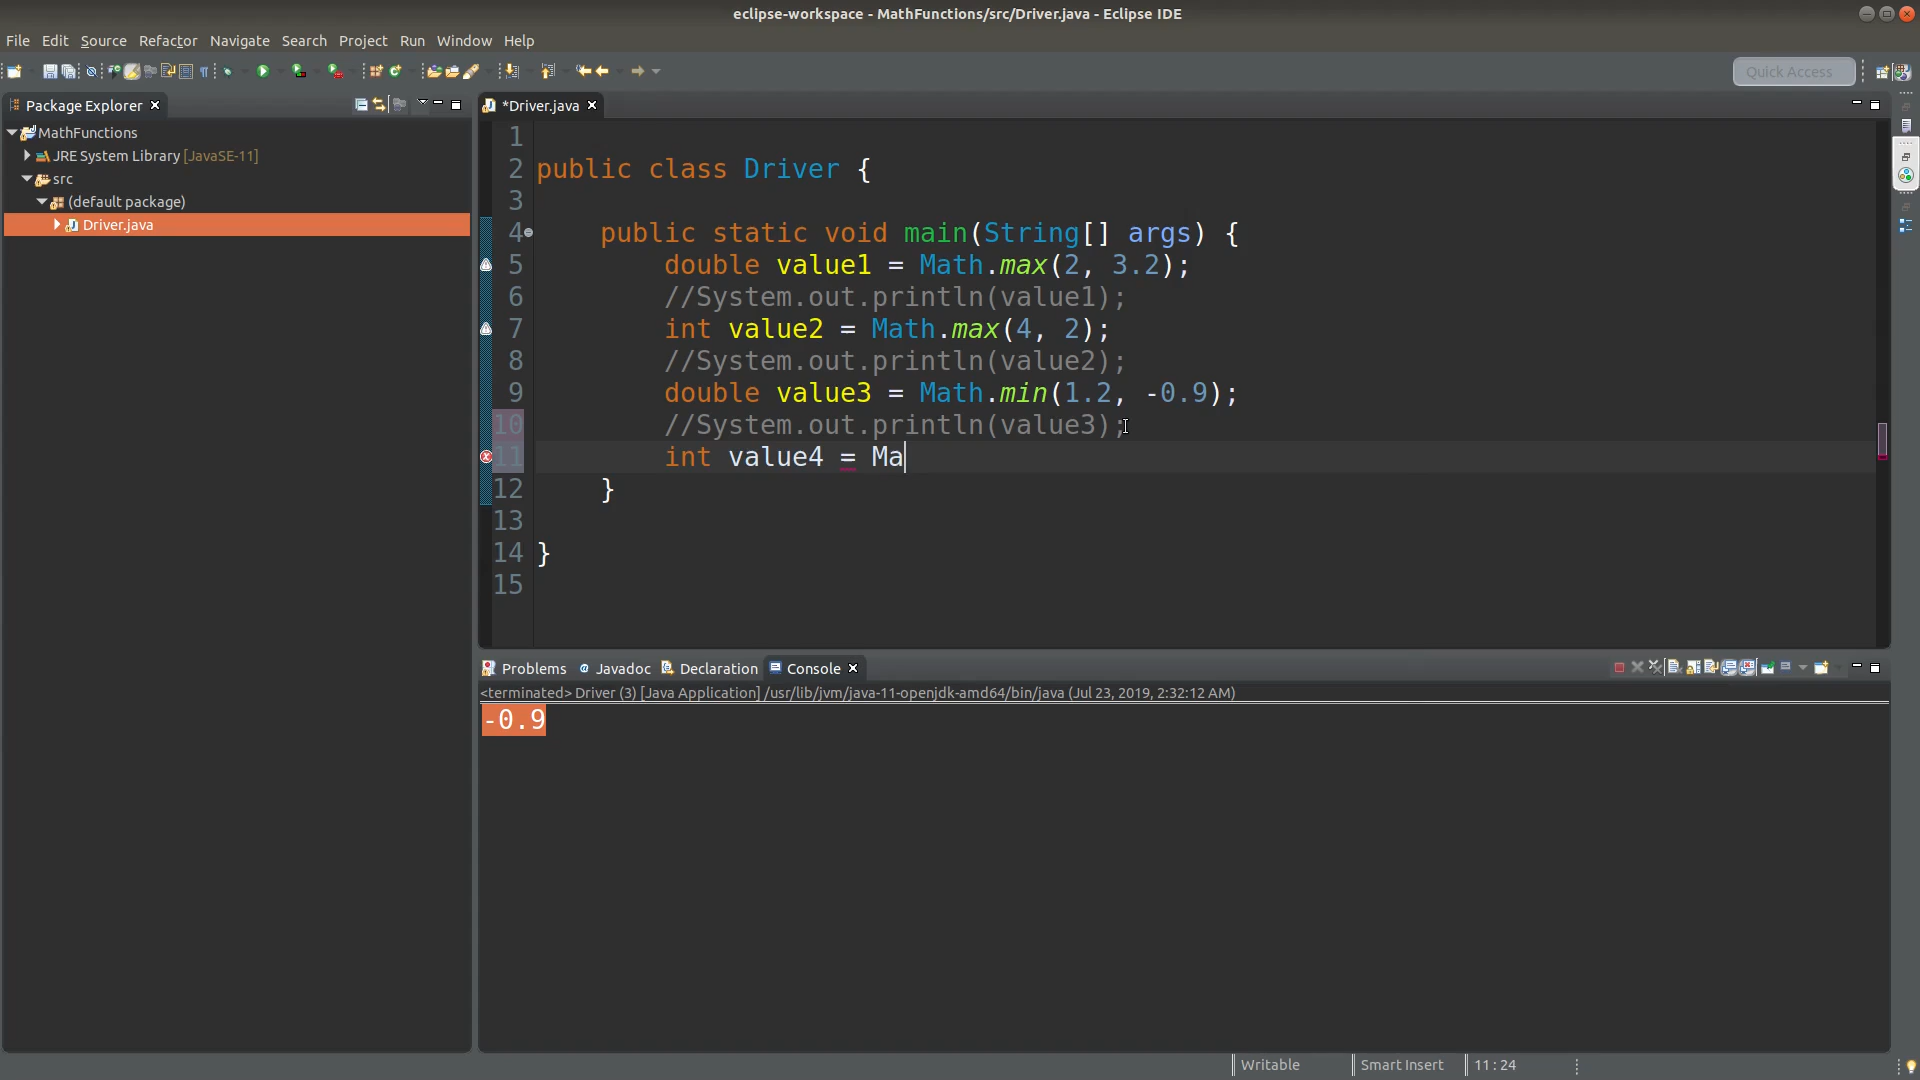 eclipse-workspace - MathFunctions/src/Driver.java - Eclipse IDE
File Edit Source Refactor Navigate Search Project Run Window Help
Quick Access
Package Explorer
MathFunctions
JRE System Library [JavaSE-11]
src
(default package)
Driver.java
*Driver.java
1
2 public class Driver {
3
4 public static void main(String[] args) {
5 double value1 = Math.max(2, 3.2);
6 //System.out.println(value1);
7 int value2 = Math.max(4, 2);
8 //System.out.println(value2);
9 double value3 = Math.min(1.2, -0.9);
10 //System.out.println(value3);
11 int value4 = Ma
12 }
13
14 }
15
Problems Javadoc Declaration Console
<terminated> Driver (3) [Java Application] /usr/lib/jvm/java-11-openjdk-amd64/bin/java (Jul 23, 2019, 2:32:12 AM)
-0.9
Writable Smart Insert 11 : 24